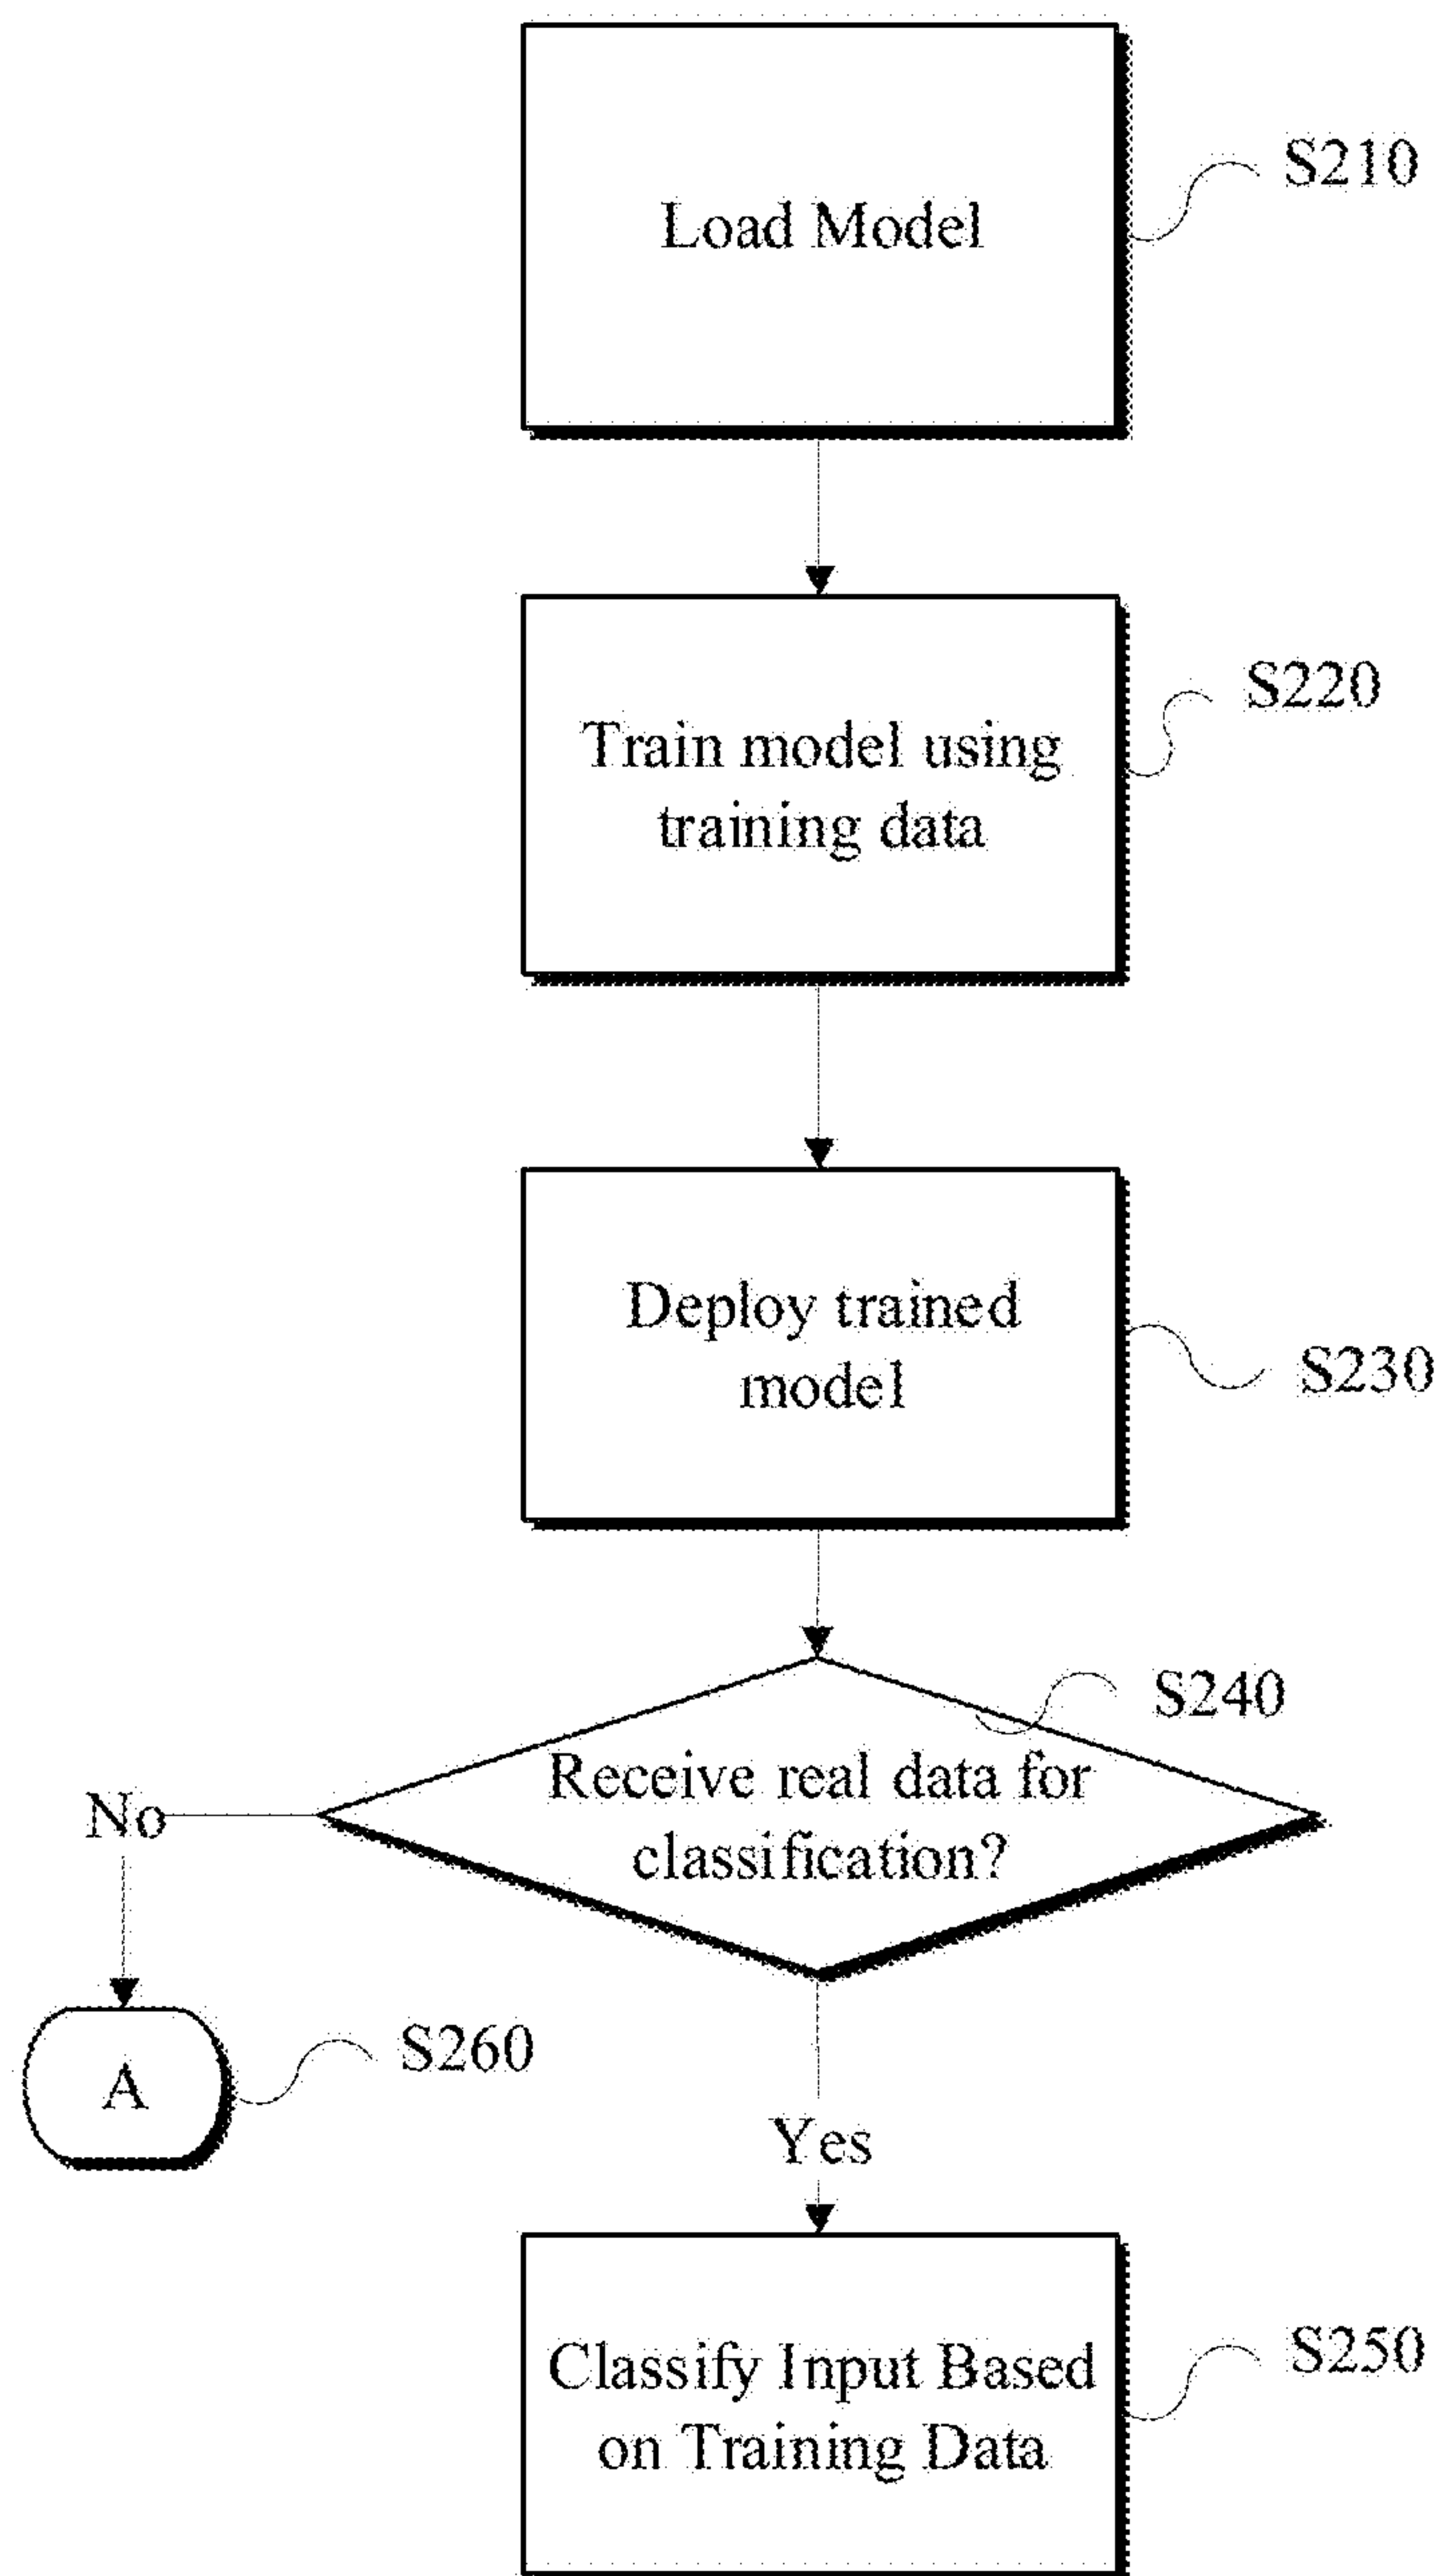 Load Model
S210
Train model using
training data
S220
Deploy trained
model
S230
S240
Receive real data for
classification?
No
A
S260
Yes
Classify Input Based
on Training Data
S250